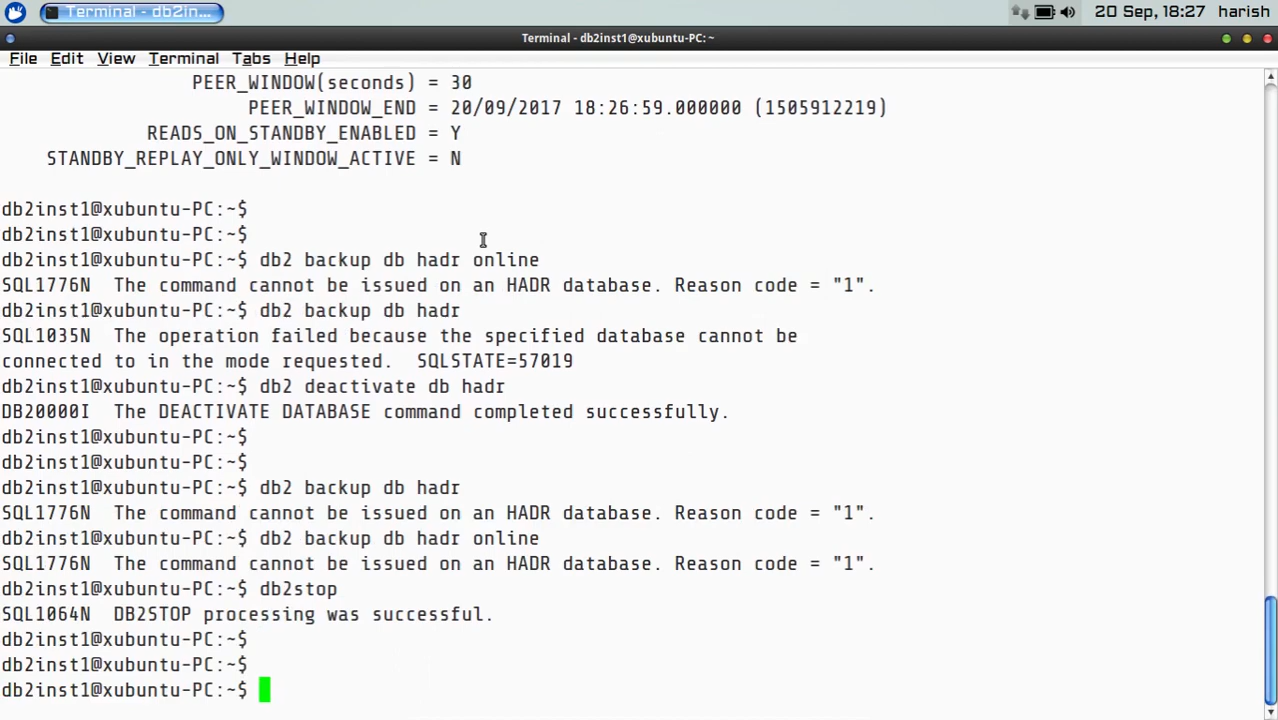 Terminal - db2in...
20 Sep, 18:27 harish
Terminal - db2inst1@xubuntu-PC: ~
File Edit View Terminal Tabs Help
PEER_WINDOW(seconds) = 30
PEER_WINDOW_END = 20/09/2017 18:26:59.000000 (1505912219)
READS_ON_STANDBY_ENABLED = Y
STANDBY_REPLAY_ONLY_WINDOW_ACTIVE = N
db2inst1@xubuntu-PC:~$
db2inst1@xubuntu-PC:~$
db2inst1@xubuntu-PC:~$ db2 backup db hadr online
SQL1776N  The command cannot be issued on an HADR database. Reason code = "1".
db2inst1@xubuntu-PC:~$ db2 backup db hadr
SQL1035N  The operation failed because the specified database cannot be
connected to in the mode requested.  SQLSTATE=57019
db2inst1@xubuntu-PC:~$ db2 deactivate db hadr
DB20000I  The DEACTIVATE DATABASE command completed successfully.
db2inst1@xubuntu-PC:~$
db2inst1@xubuntu-PC:~$
db2inst1@xubuntu-PC:~$ db2 backup db hadr
SQL1776N  The command cannot be issued on an HADR database. Reason code = "1".
db2inst1@xubuntu-PC:~$ db2 backup db hadr online
SQL1776N  The command cannot be issued on an HADR database. Reason code = "1".
db2inst1@xubuntu-PC:~$ db2stop
SQL1064N  DB2STOP processing was successful.
db2inst1@xubuntu-PC:~$
db2inst1@xubuntu-PC:~$
db2inst1@xubuntu-PC:~$